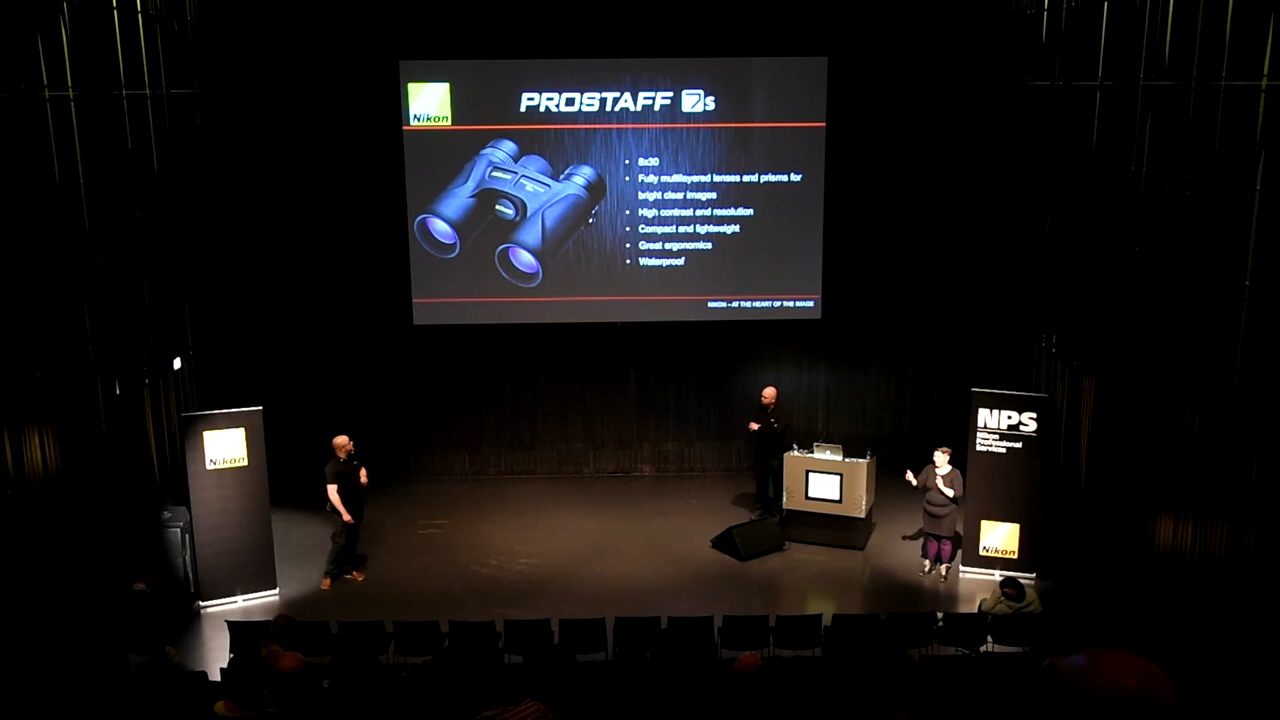 Nikon
PROSTAFF 7s
• 8x30
• Fully multilayered lenses and prisms for
bright clear images
• High contrast and resolution
• Compact and lightweight
• Great ergonomics
• Waterproof
NIKON – AT THE HEART OF THE IMAGE
Nikon
NPS
Nikon
Professional
Services
Nikon